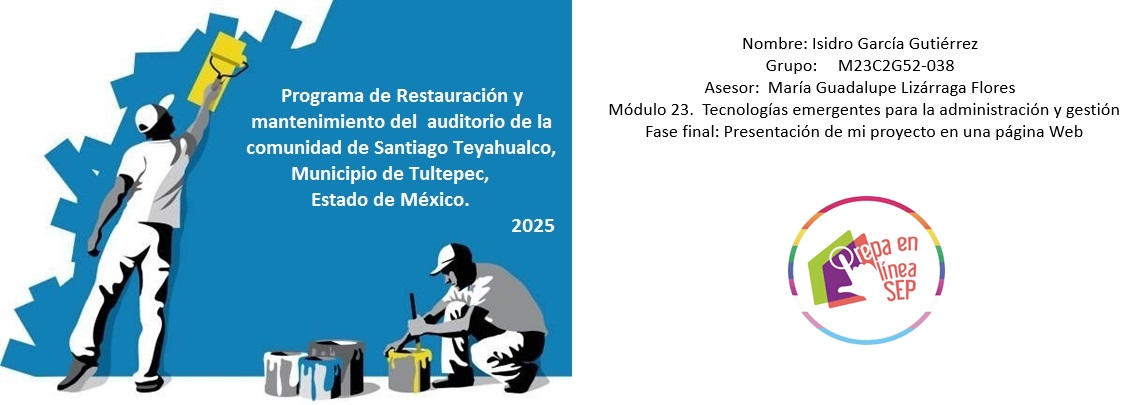 Programa de Restauración y
mantenimiento del auditorio de la
comunidad de Santiago Teyahualco,
Municipio de Tultepec,
Estado de México.
2025
Nombre: Isidro García Gutiérrez
Grupo: M23C2G52-038
Asesor: María Guadalupe Lizárraga Flores
Módulo 23. Tecnologías emergentes para la administración y gestión
Fase final: Presentación de mi proyecto en una página Web
Prepa en
línea
SEP